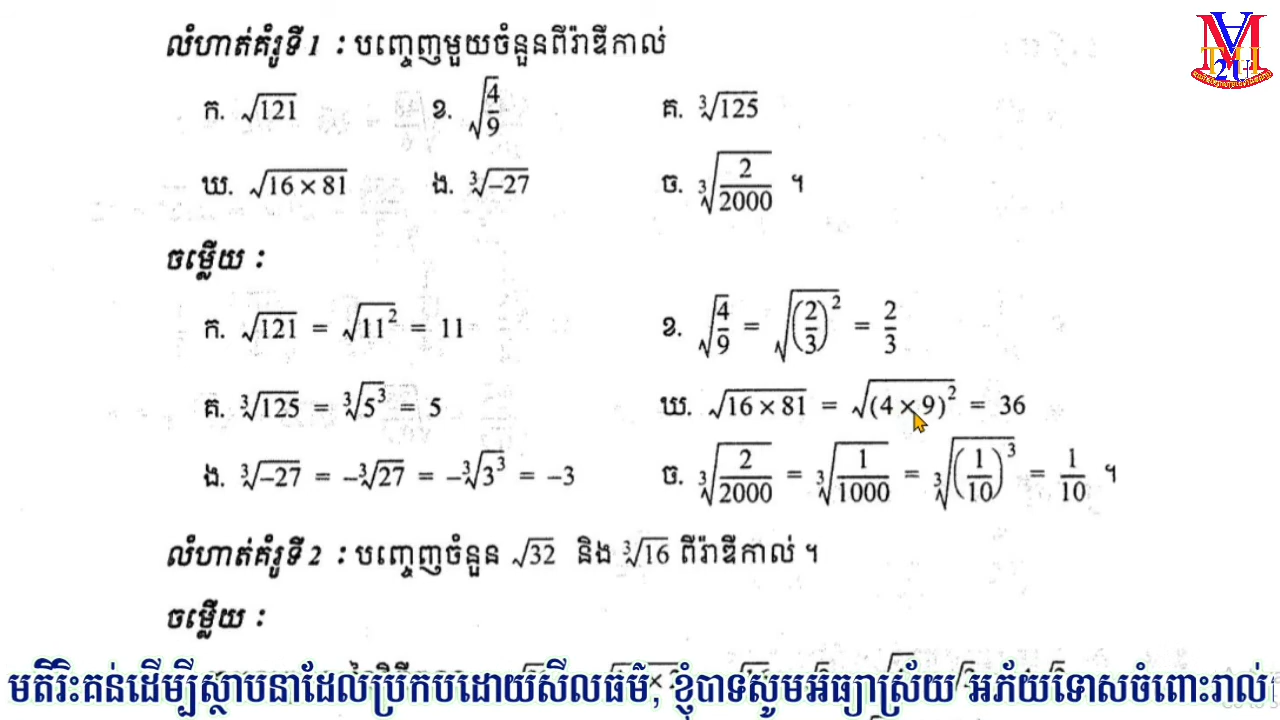 លំហាត់គំរូទី 1 : បញ្ចេញមួយចំនួនពីរ៉ាឌីកាល់
ក. √121 ខ. √(4/9) គ. ∛125
ឃ. √(16 × 81) ង. ∛−27 ច. ∛(2/2000) ។
ចម្លើយ :
ក. √121 = √11² = 11 ខ. √(4/9) = √((2/3)²) = 2/3
គ. ∛125 = ∛5³ = 5 ឃ. √(16 × 81) = √((4 × 9)²) = 36
ង. ∛−27 = −∛27 = −∛3³ = −3 ច. ∛(2/2000) = ∛(1/1000) = ∛((1/10)³) = 1/10 ។
លំហាត់គំរូទី 2 : បញ្ចេញចំនួន √32 និង ∛16 ពីរ៉ាឌីកាល់ ។
ចម្លើយ :
មតិរិះគន់ដើម្បីស្ថាបនាដែលប្រកបដោយសីលធម៌, ខ្ញុំបាទសូមអធ្យាស្រ័យ អភ័យទោសចំពោះរាល់